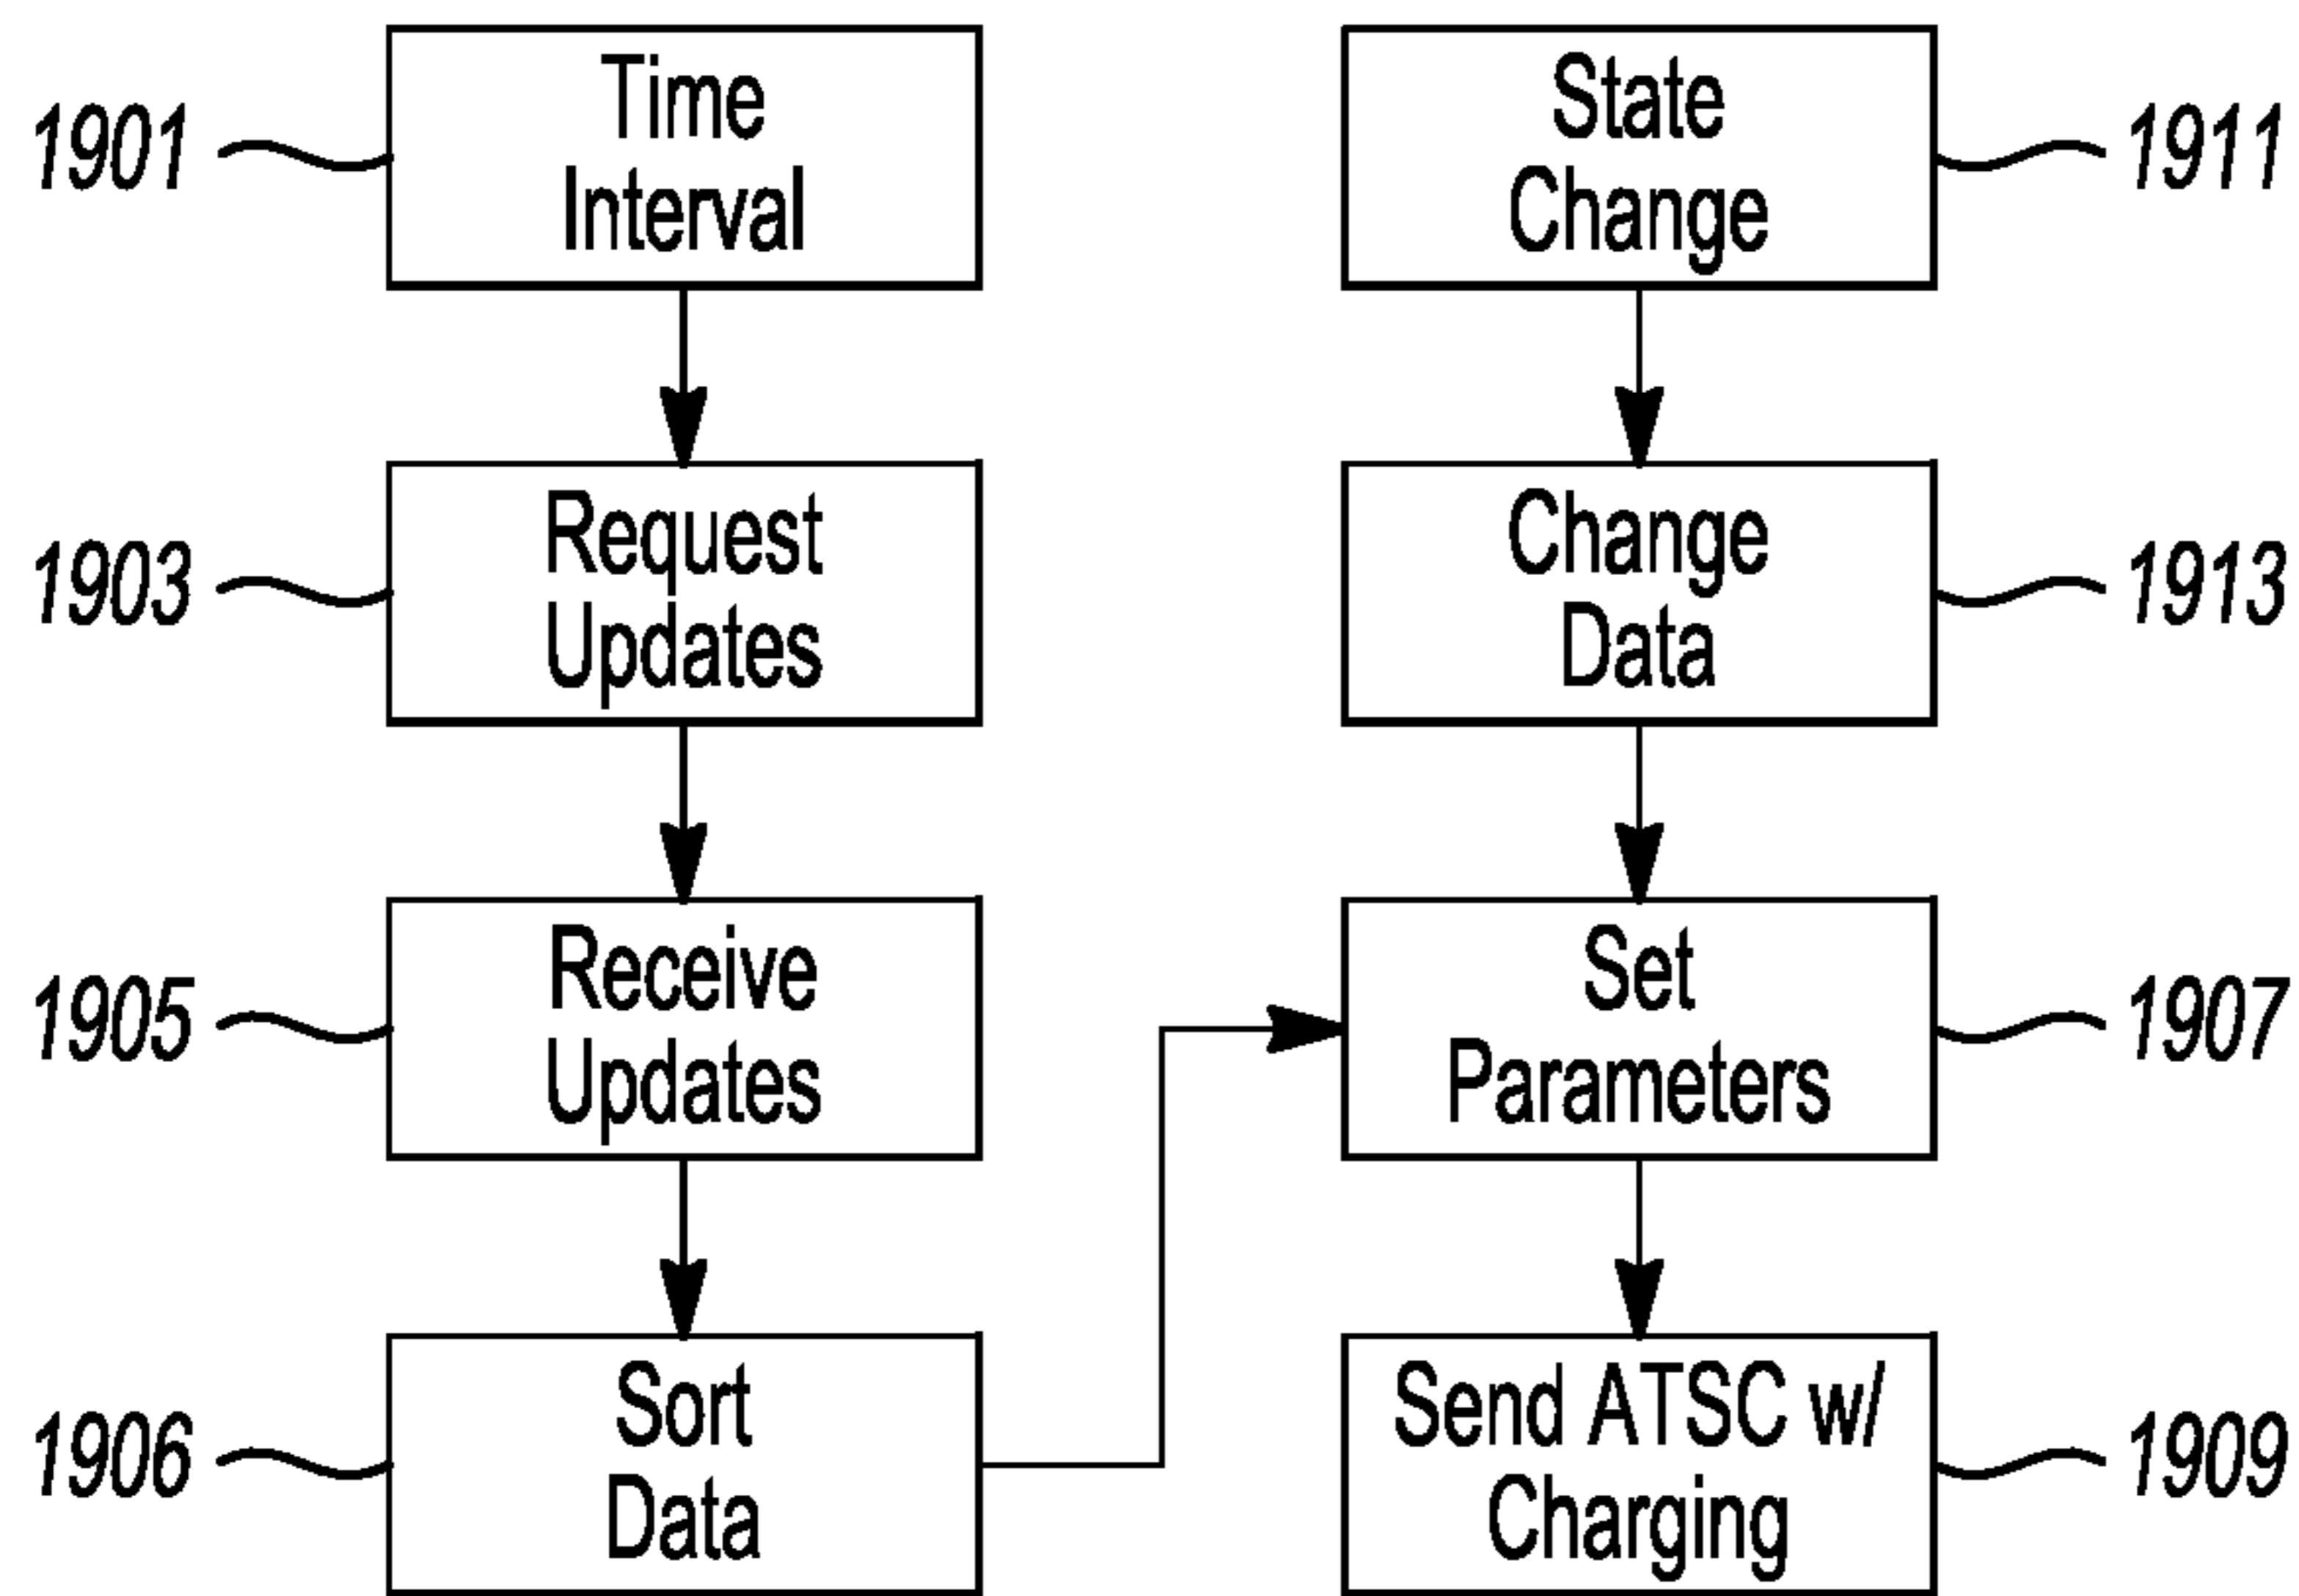 1901
Time
Interval
1903
Request
Updates
1905
Receive
Updates
1906
Sort
Data
State
Change
1911
Change
Data
1913
Set
Parameters
1907
Send ATSC w/
Charging
1909